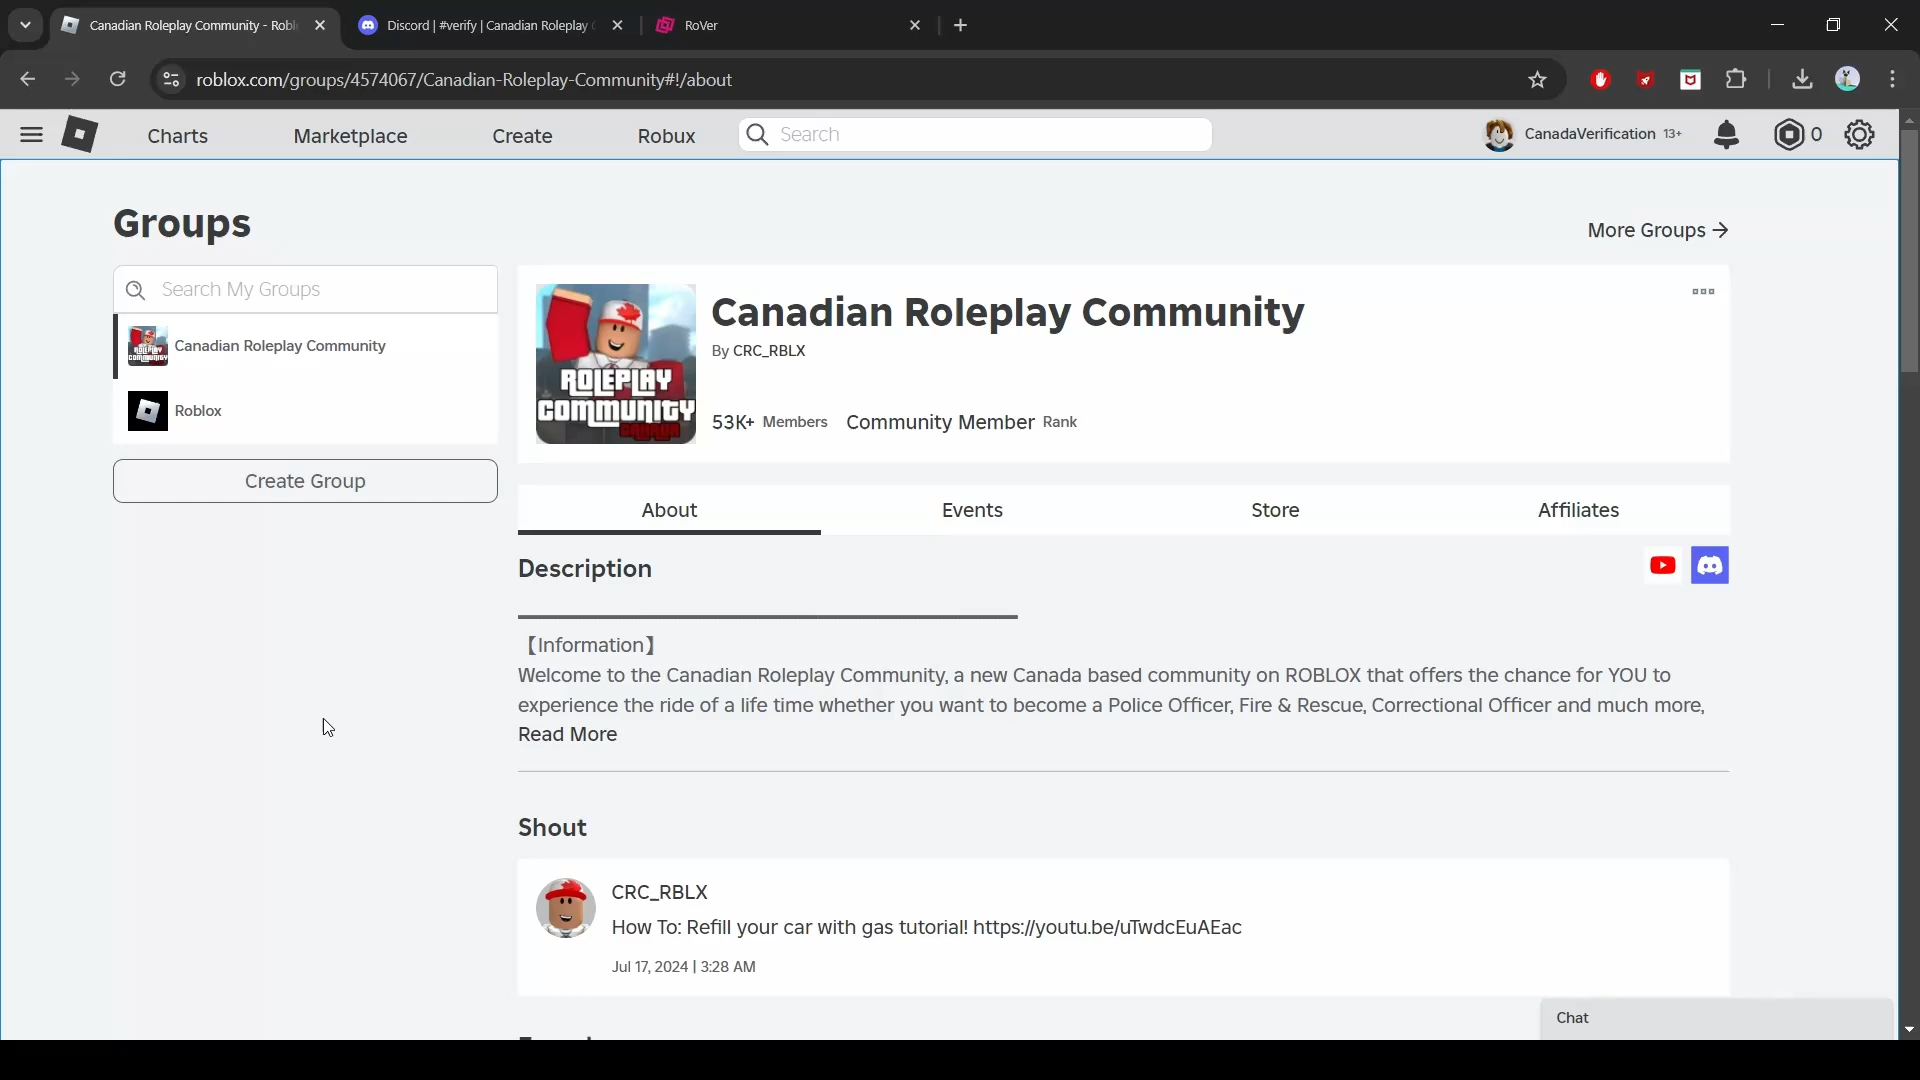 Canadian Roleplay Community - Robl
Discord | #verify | Canadian Roleplay
RoVer
roblox.com/groups/4574067/Canadian-Roleplay-Community#!/about
Charts
Marketplace
Create
Robux
Search
CanadaVerification 13+
0
Groups
More Groups →
Search My Groups
Canadian Roleplay Community
Roblox
Create Group
ROLEPLAY
COMMUNITY
CANADA
Canadian Roleplay Community
By CRC_RBLX
53K+ Members Community Member Rank
About
Events
Store
Affiliates
Description
【Information】
Welcome to the Canadian Roleplay Community, a new Canada based community on ROBLOX that offers the chance for YOU to
experience the ride of a life time whether you want to become a Police Officer, Fire & Rescue, Correctional Officer and much more,
Read More
Shout
CRC_RBLX
How To: Refill your car with gas tutorial! https://youtu.be/uTwdcEuAEac
Jul 17, 2024 | 3:28 AM
Chat